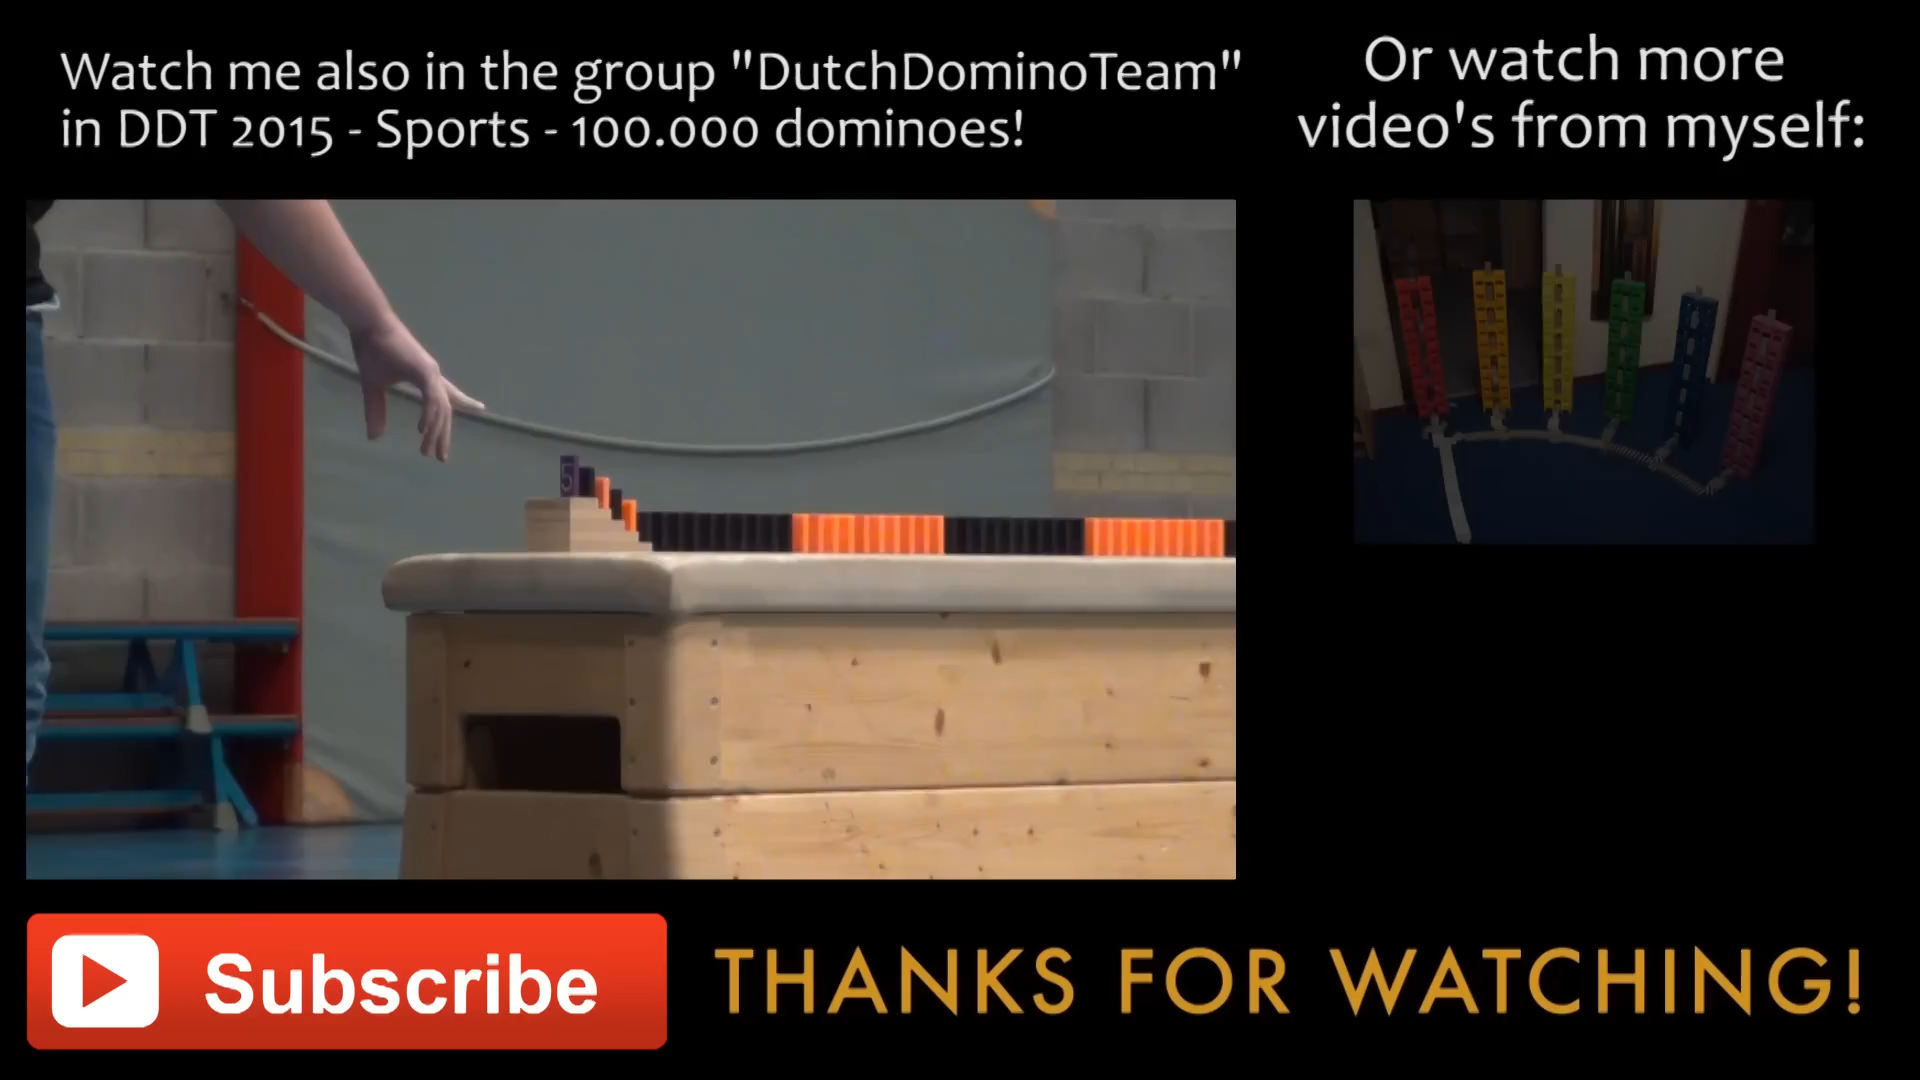 Watch me also in the group "DutchDominoTeam"
in DDT 2015 - Sports - 100.000 dominoes!
Or watch more
video's from myself:
5
Subscribe
THANKS FOR WATCHING!